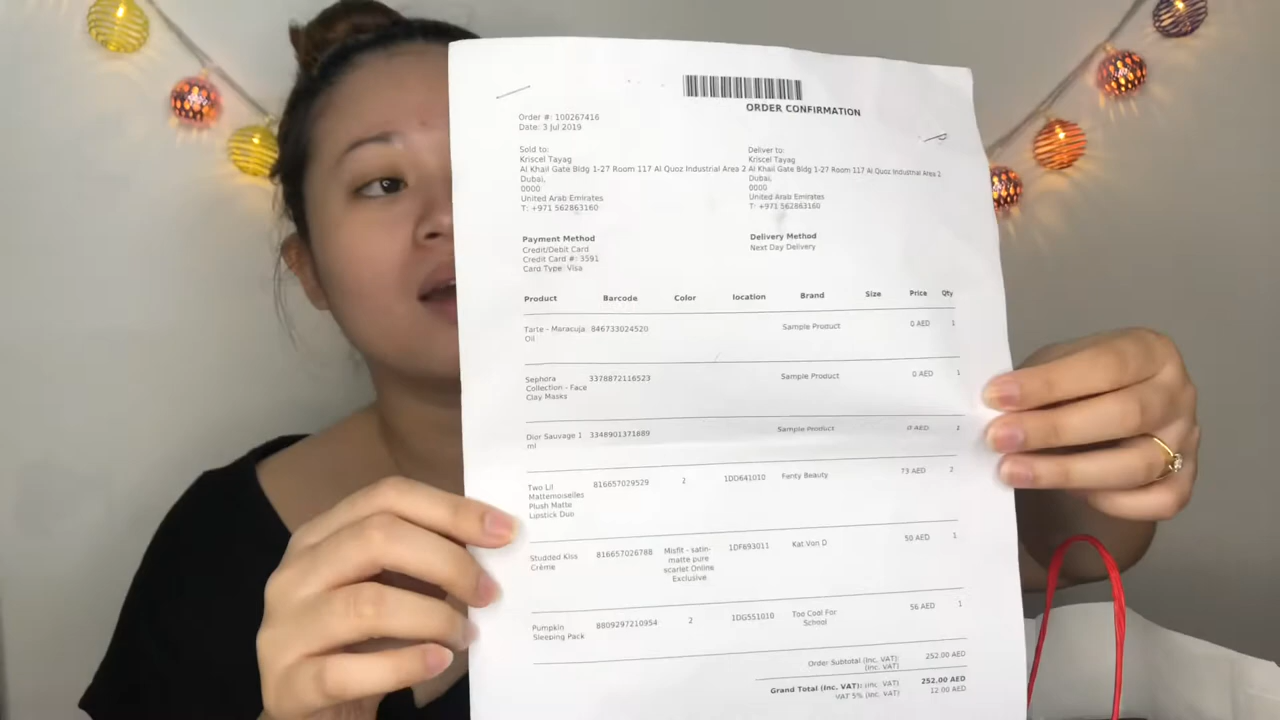 ORDER CONFIRMATION
Order #: 100267416
Date: 3 Jul 2019
Sold to:
Kriscel Tayag
Al Khail Gate Bldg 1-27 Room 117 Al Quoz Industrial Area 2
Dubai,
0000
United Arab Emirates
T: +971 562863160
Deliver to:
Kriscel Tayag
Al Khail Gate Bldg 1-27 Room 117 Al Quoz Industrial Area 2
Dubai,
0000
United Arab Emirates
T: +971 562863160
Payment Method
Credit/Debit Card
Credit Card #: 3591
Card Type: Visa
Delivery Method
Next Day Delivery
Product Barcode Color location Brand Size Price Qty
Tarte - Maracuja 846733024520 Sample Product 0 AED 1
Oil
Sephora 3378872116523 Sample Product 0 AED 1
Collection - Face
Clay Masks
Dior Sauvage 1 3348901371889 Sample Product 0 AED 1
ml
Two Lil 816657029529 2 1DD641010 Fenty Beauty 73 AED 2
Mattemoiselles
Plush Matte
Lipstick Duo
Studded Kiss 816657026788 Misfit - satin- 1DF893011 Kat Von D 50 AED 1
Crème matte pure
scarlet Online
Exclusive
Pumpkin 8809297210954 2 1DG551010 Too Cool For 56 AED 1
Sleeping Pack School
Order Subtotal (Inc. VAT): 252.00 AED
(Inc. VAT)
Grand Total (Inc. VAT): (Inc. VAT) 252.00 AED
VAT 5% (Inc. VAT) 12.00 AED